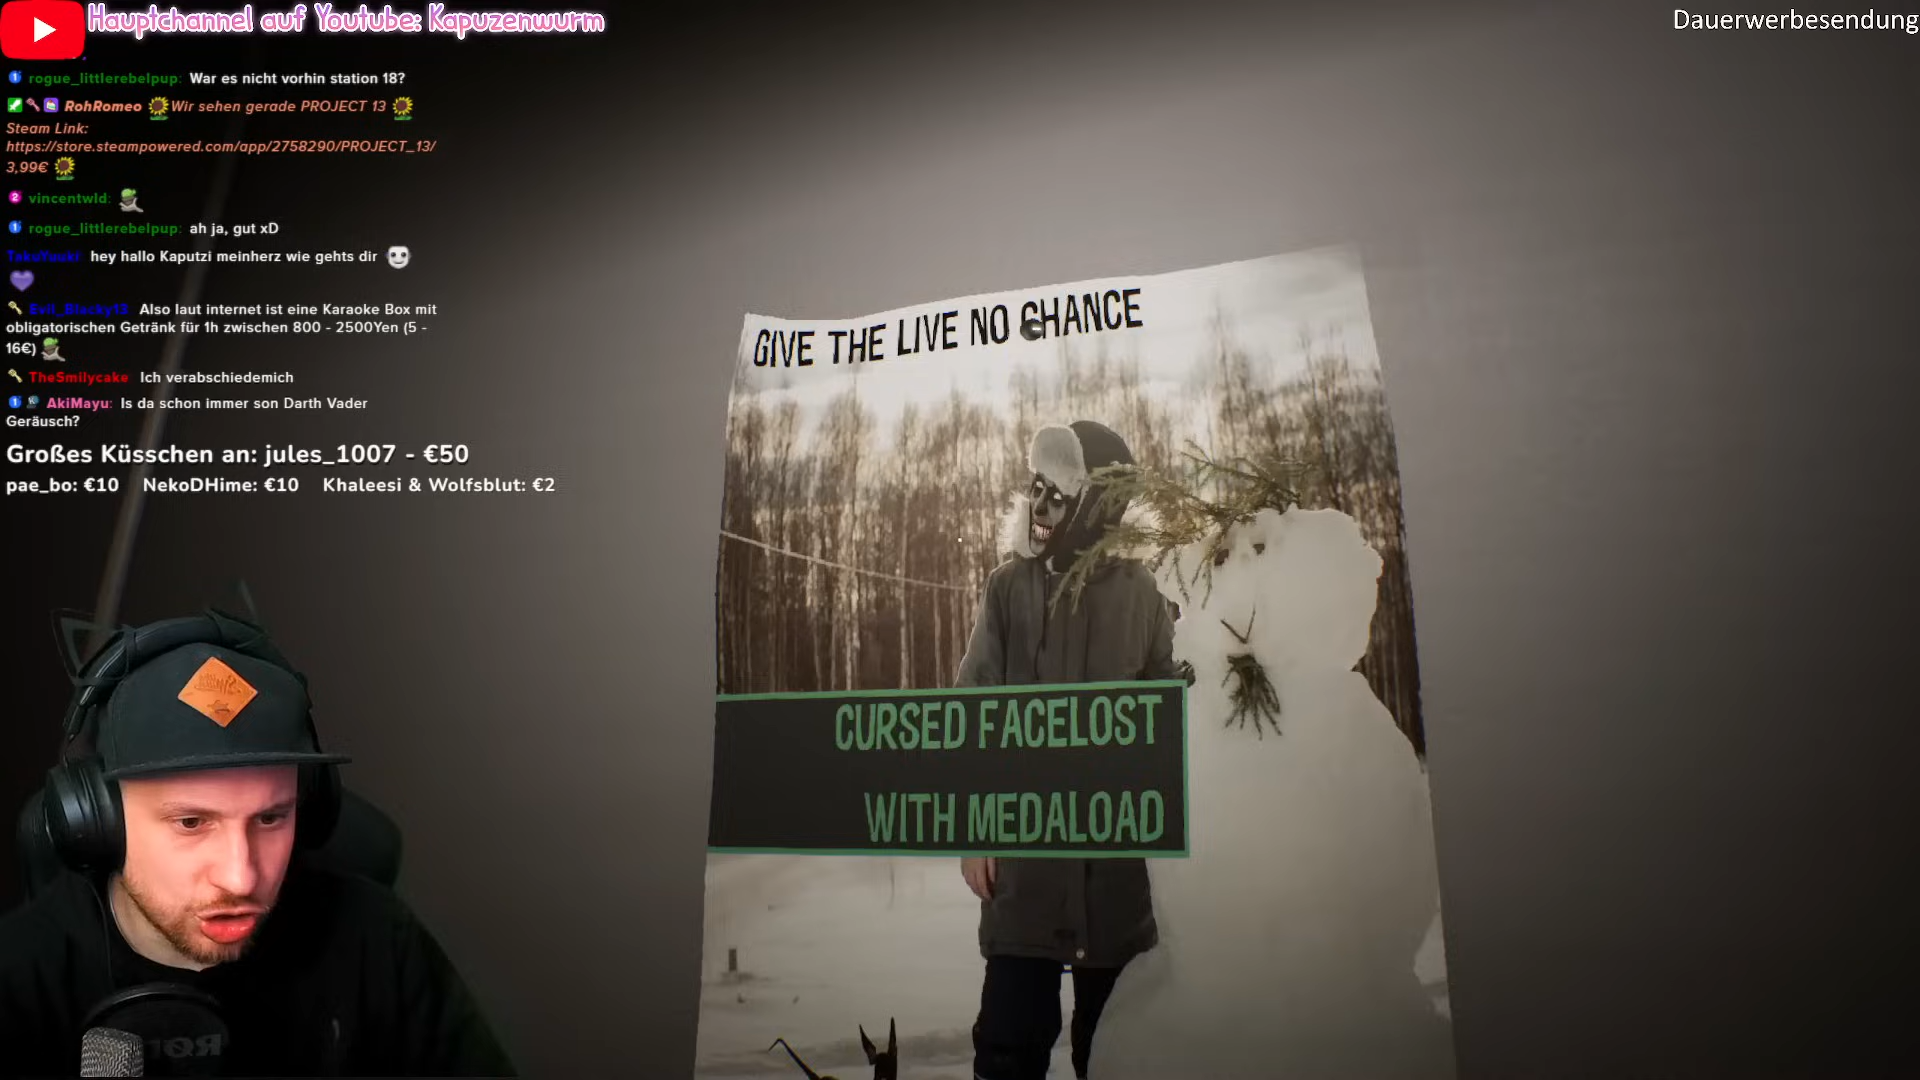 Hauptchannel auf Youtube: Kapuzenwurm
Dauerwerbesendung
rogue_littlerebelpup: War es nicht vorhin station 18?
RohRomeo Wir sehen gerade PROJECT 13
Steam Link:
https://store.steampowered.com/app/2758290/PROJECT_13/
3,99€
vincentwld:
rogue_littlerebelpup: ah ja, gut xD
hey hallo Kaputzi meinherz wie gehts dir
Evil_Blacky13: Also laut internet ist eine Karaoke Box mit
obligatorischen Getränk für 1h zwischen 800 - 2500Yen (5 -
16€)
TheSmilycake: Ich verabschiedemich
AkiMayu: Is da schon immer son Darth Vader
Geräusch?
Großes Küsschen an: jules_1007 - €50
pae_bo: €10 NekoDHime: €10 Khaleesi & Wolfsblut: €2
GIVE THE LIVE NO CHANCE
CURSED FACELOST
WITH MEDALOAD